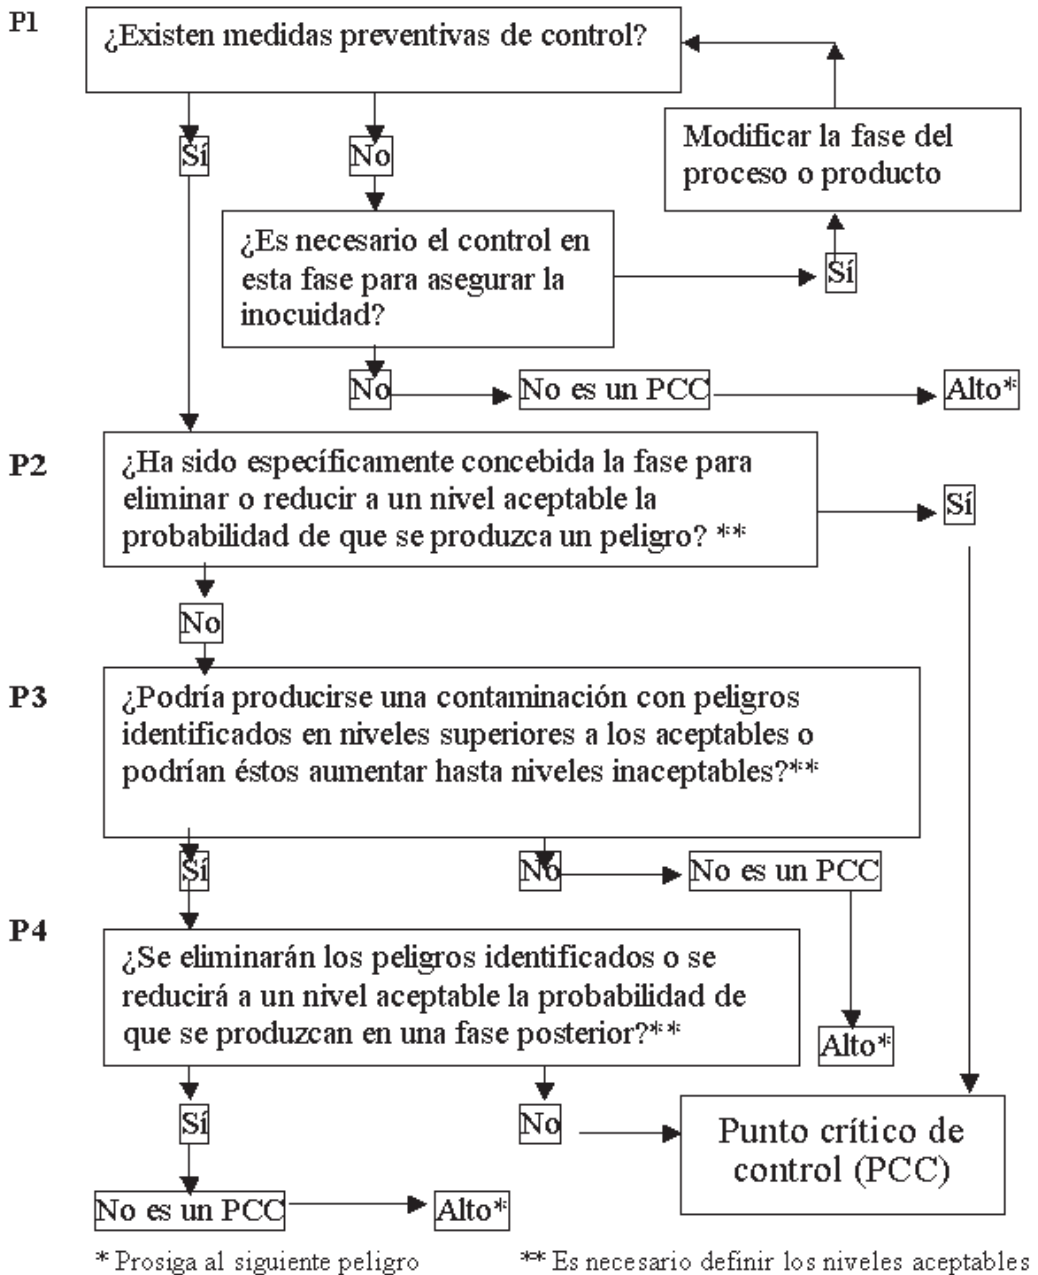 P1
¿Existen medidas preventivas de control?
Sí
No
Modificar la fase del
proceso o producto
¿Es necesario el control en
esta fase para asegurar la
inocuidad?
Sí
No
No es un PCC
Alto*
P2
¿Ha sido específicamente concebida la fase para
eliminar o reducir a un nivel aceptable la
probabilidad de que se produzca un peligro? **
Sí
No
P3
¿Podría producirse una contaminación con peligros
identificados en niveles superiores a los aceptables o
podrían éstos aumentar hasta niveles inaceptables?**
Sí
No
No es un PCC
Alto*
P4
¿Se eliminarán los peligros identificados o se
reducirá a un nivel aceptable la probabilidad de
que se produzcan en una fase posterior?**
Sí
No
Punto crítico de
control (PCC)
No es un PCC
Alto*
* Prosiga al siguiente peligro
** Es necesario definir los niveles aceptables